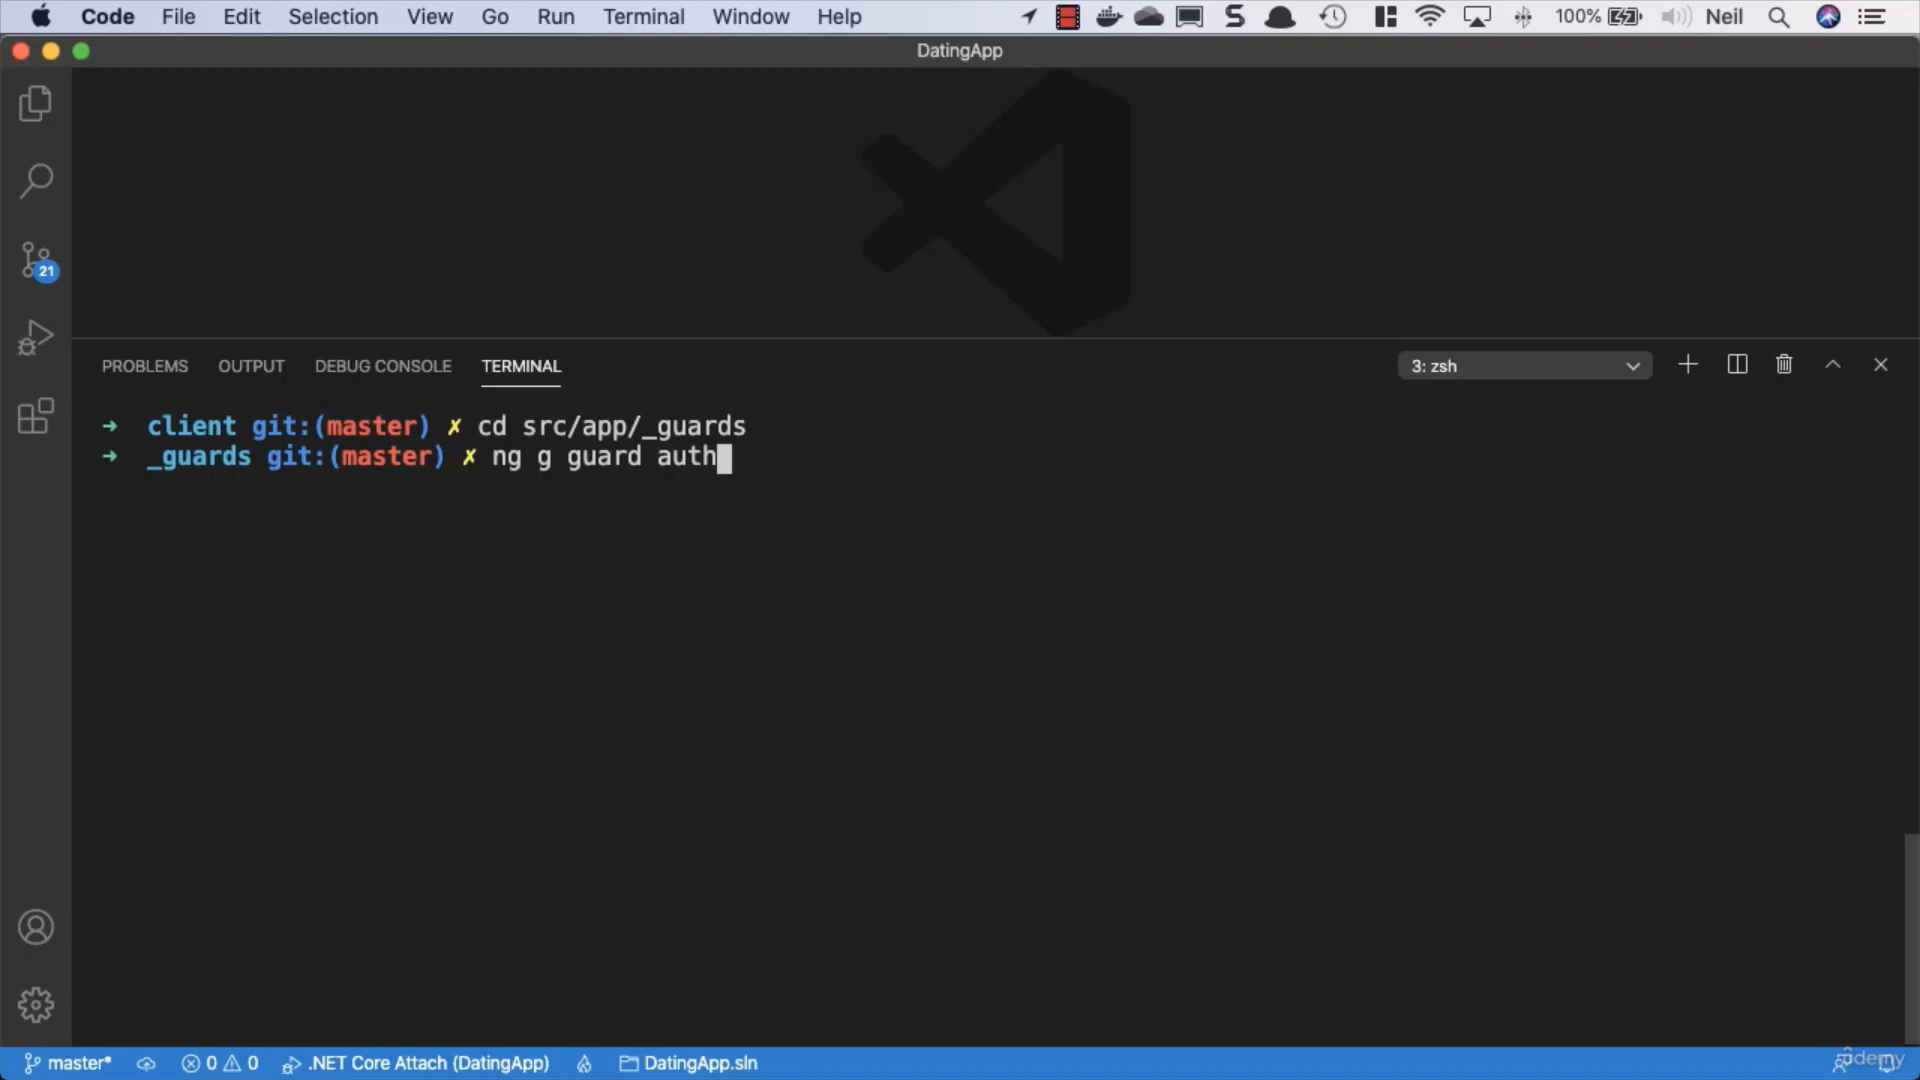 Code File Edit Selection View Go Run Terminal Window Help 100% Neil
DatingApp
21
PROBLEMS OUTPUT DEBUG CONSOLE TERMINAL 3: zsh
→ client git:(master) ✗ cd src/app/_guards
→ _guards git:(master) ✗ ng g guard auth
master* 0 0 .NET Core Attach (DatingApp) DatingApp.sln
udemy